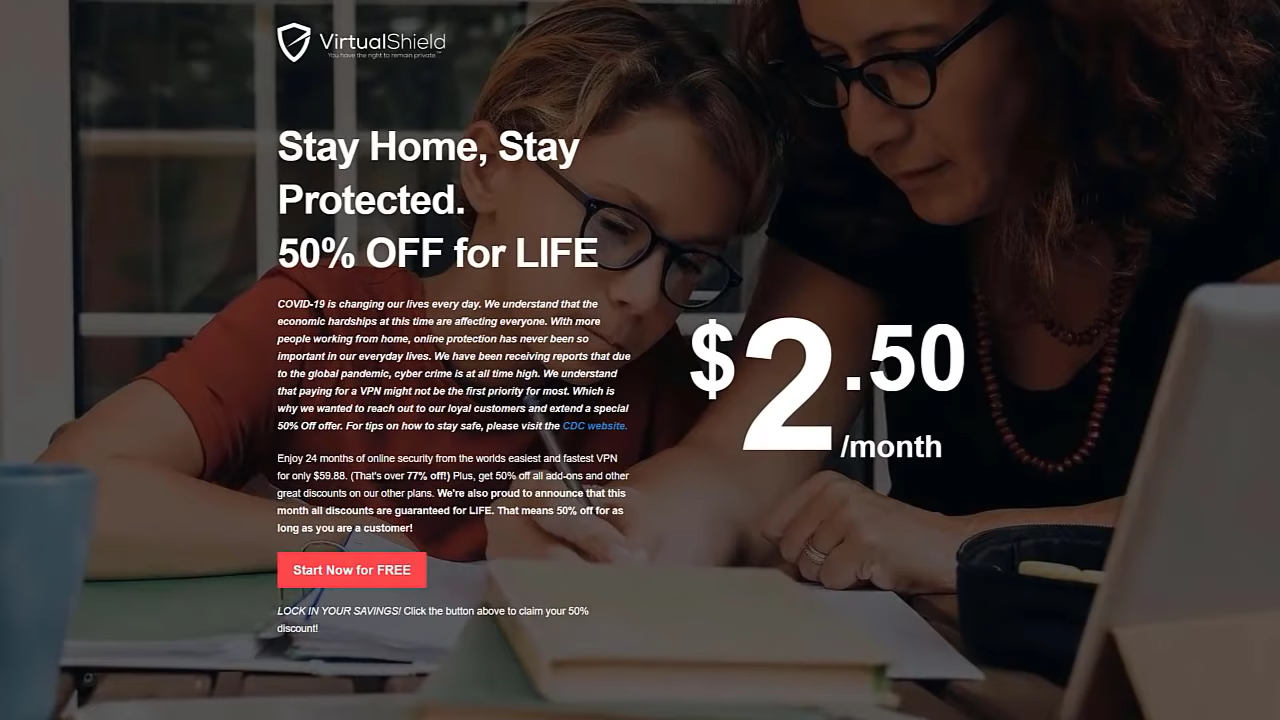 VirtualShield
You have the right to remain private.™
Stay Home, Stay
Protected.
50% OFF for LIFE
COVID-19 is changing our lives every day. We understand that the
economic hardships at this time are affecting everyone. With more
people working from home, online protection has never been so
important in our everyday lives. We have been receiving reports that due
to the global pandemic, cyber crime is at all time high. We understand
that paying for a VPN might not be the first priority for most. Which is
why we wanted to reach out to our loyal customers and extend a special
50% Off offer. For tips on how to stay safe, please visit the CDC website.
Enjoy 24 months of online security from the worlds easiest and fastest VPN
for only $59.88. (That's over 77% off!) Plus, get 50% off all add-ons and other
great discounts on our other plans. We're also proud to announce that this
month all discounts are guaranteed for LIFE. That means 50% off for as
long as you are a customer!
Start Now for FREE
LOCK IN YOUR SAVINGS! Click the button above to claim your 50%
discount!
$2.50
/month